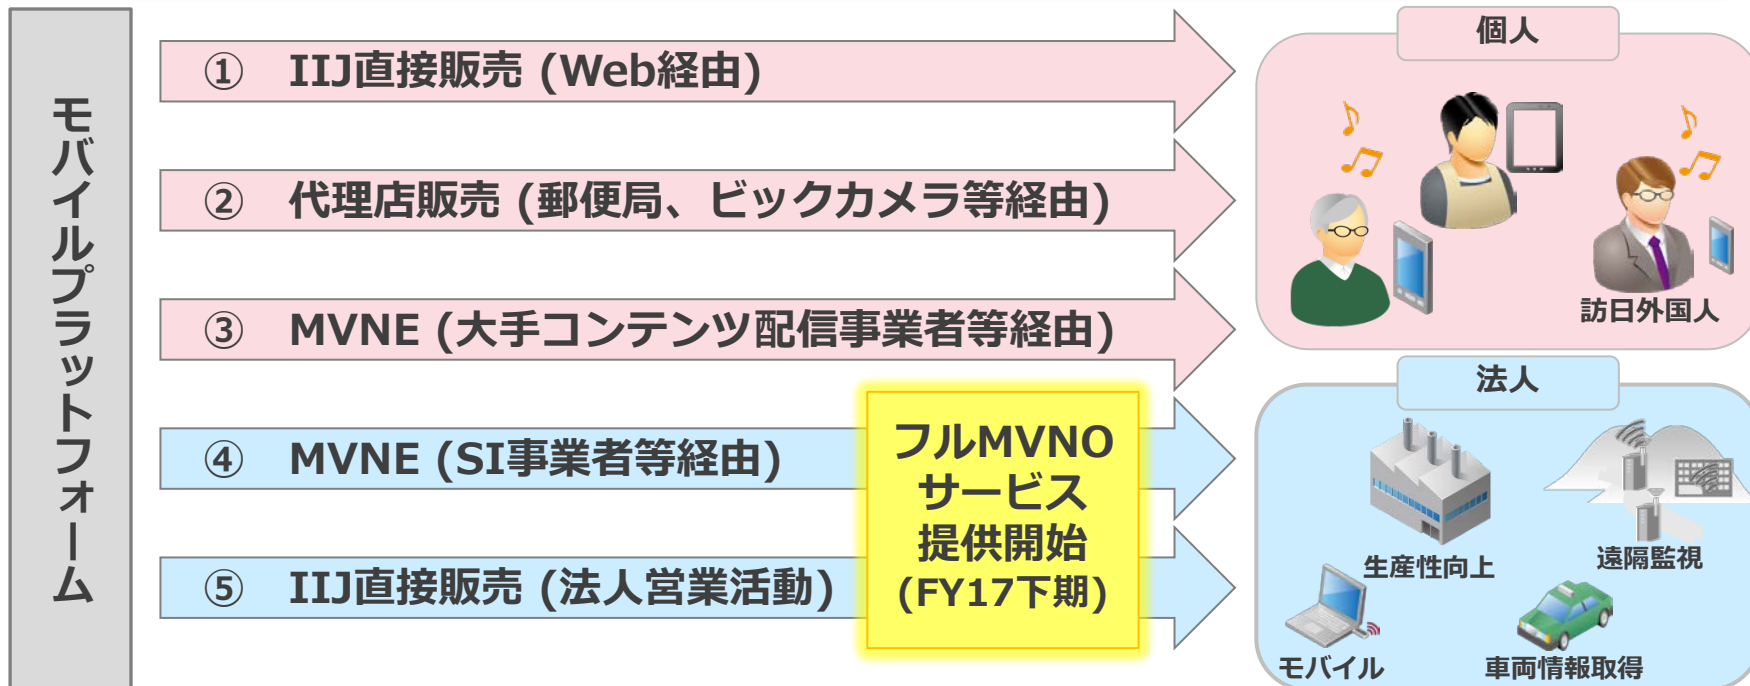 モバイルプラットフォーム
① IIJ直接販売 (Web経由)
② 代理店販売 (郵便局、ビックカメラ等経由)
③ MVNE (大手コンテンツ配信事業者等経由)
④ MVNE (SI事業者等経由)
⑤ IIJ直接販売 (法人営業活動)
フルMVNO
サービス
提供開始
(FY17下期)
個人
訪日外国人
法人
生産性向上
遠隔監視
モバイル
車両情報取得